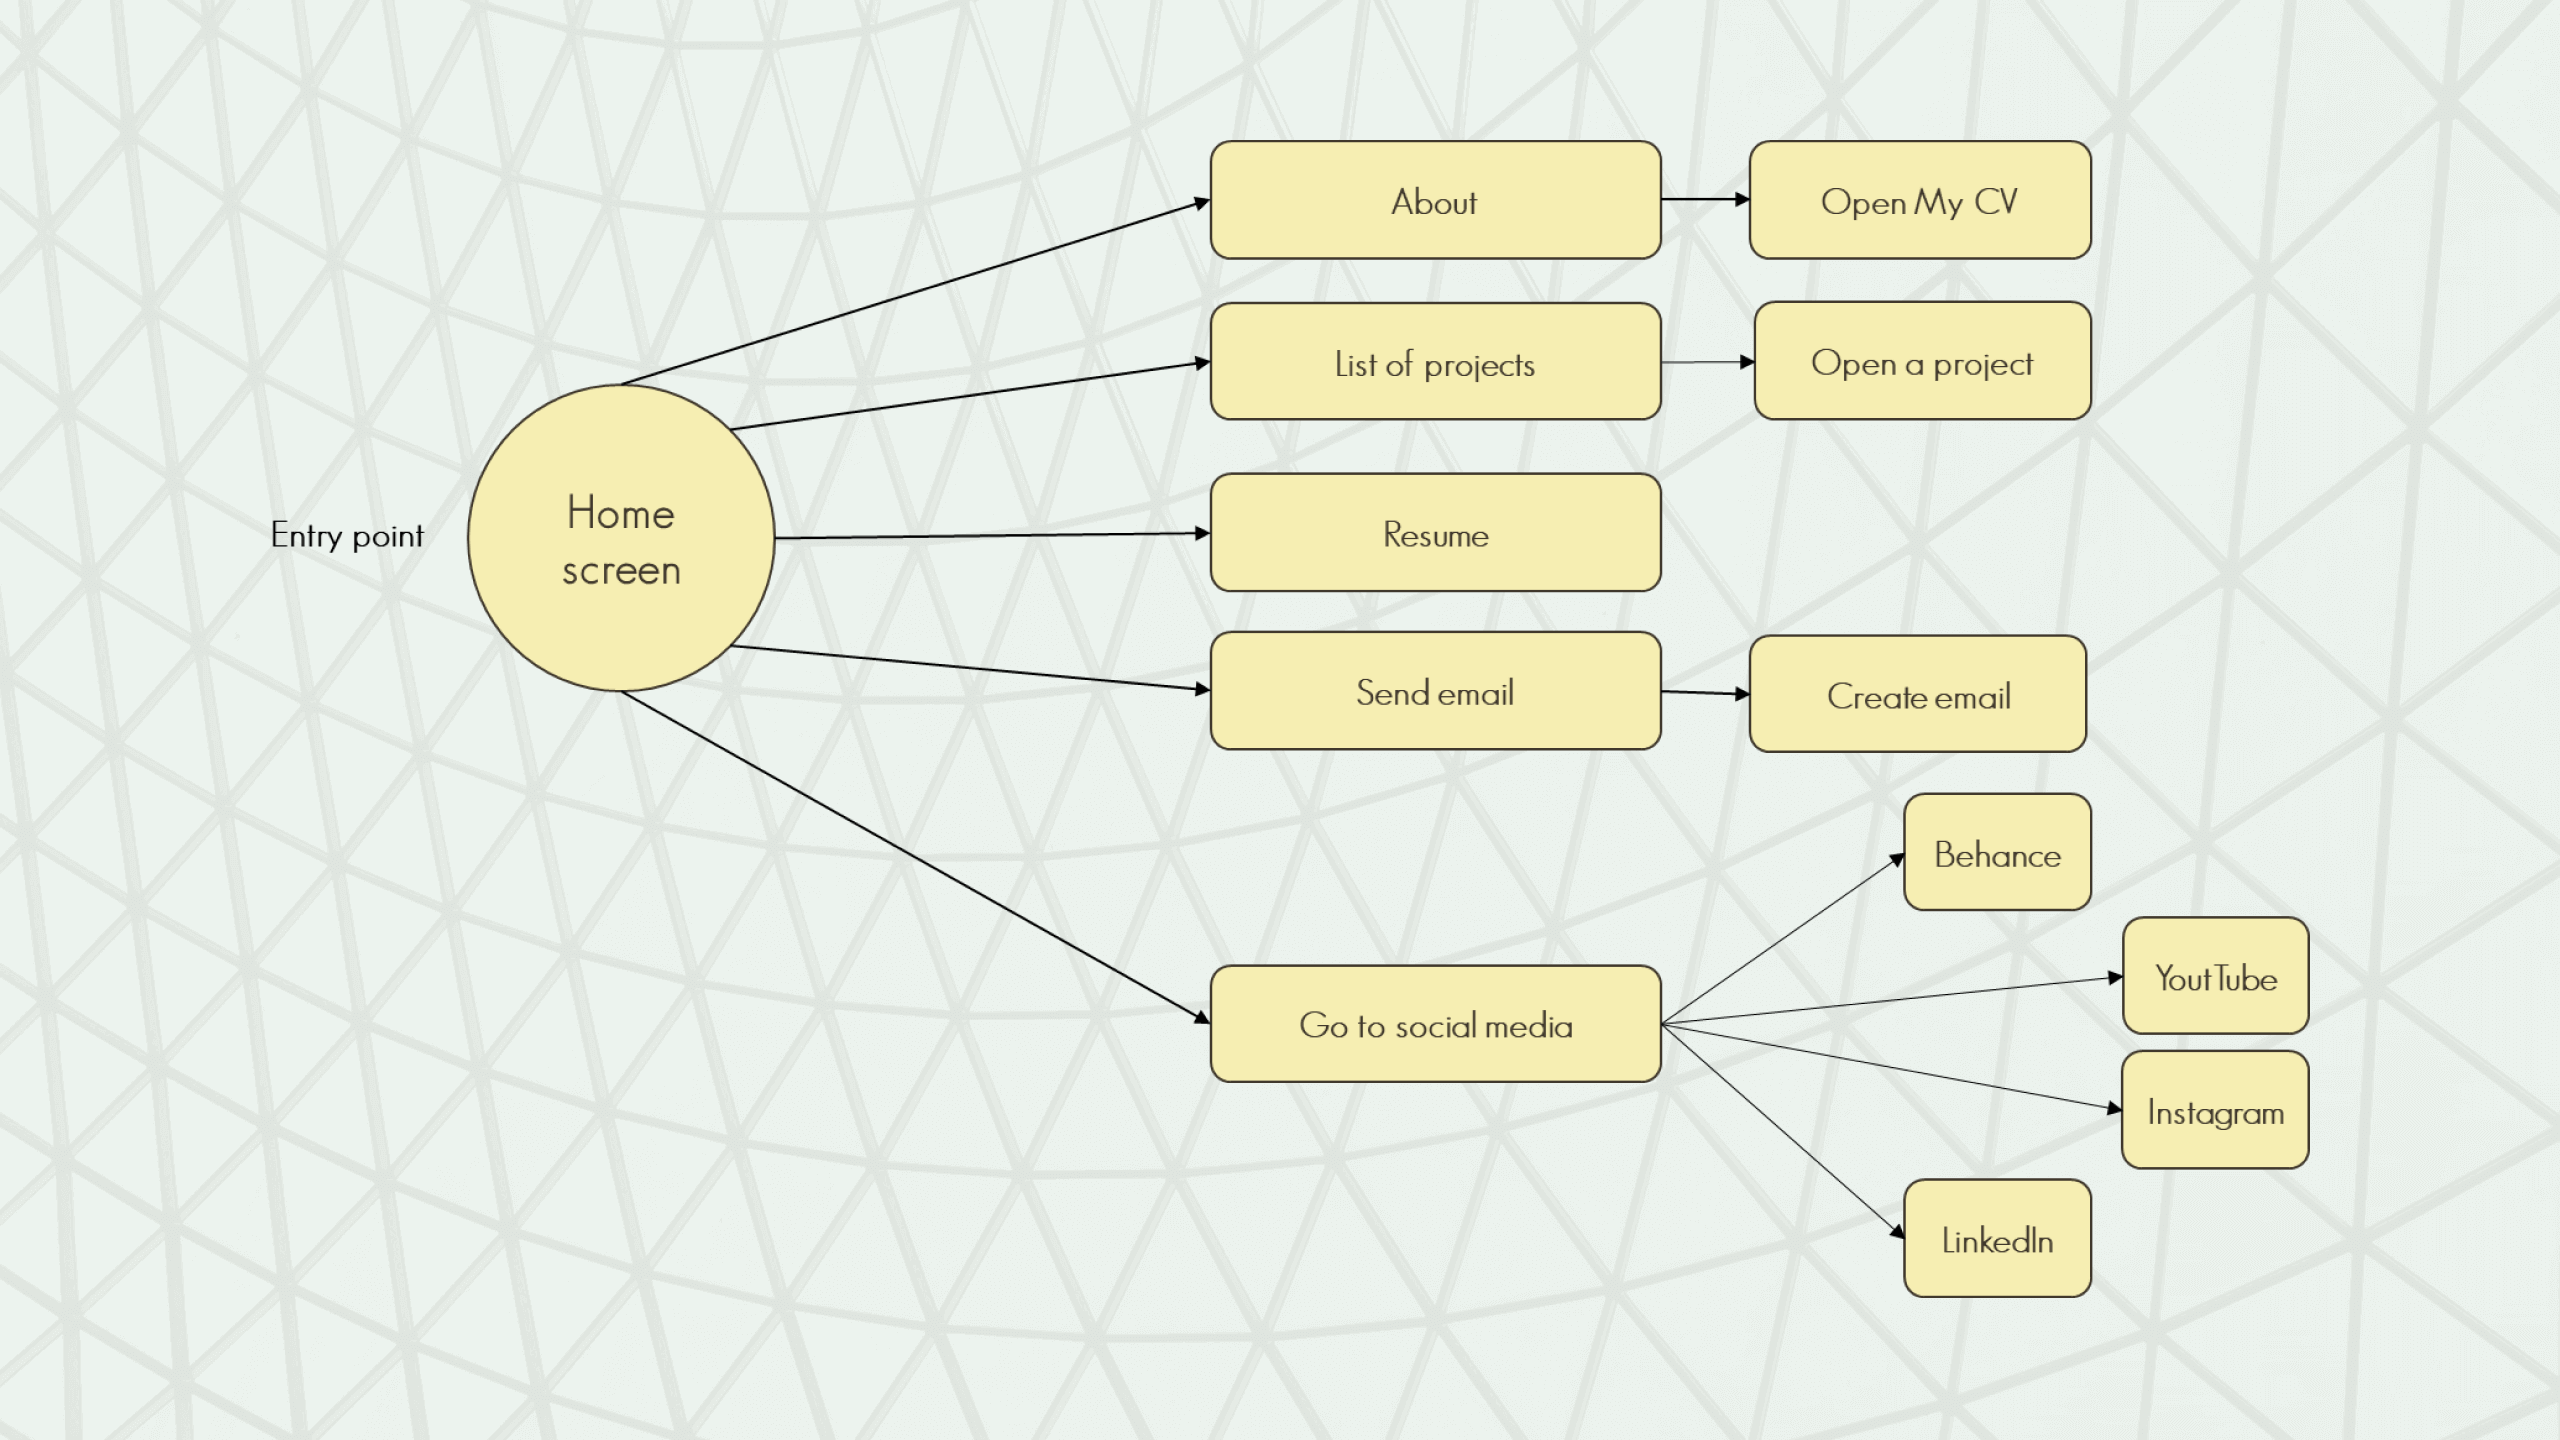 About
Open My CV
List of projects
Open a project
Entry point
Home
screen
Resume
Send email
Create email
Behance
YoutTube
Go to social media
Instagram
LinkedIn